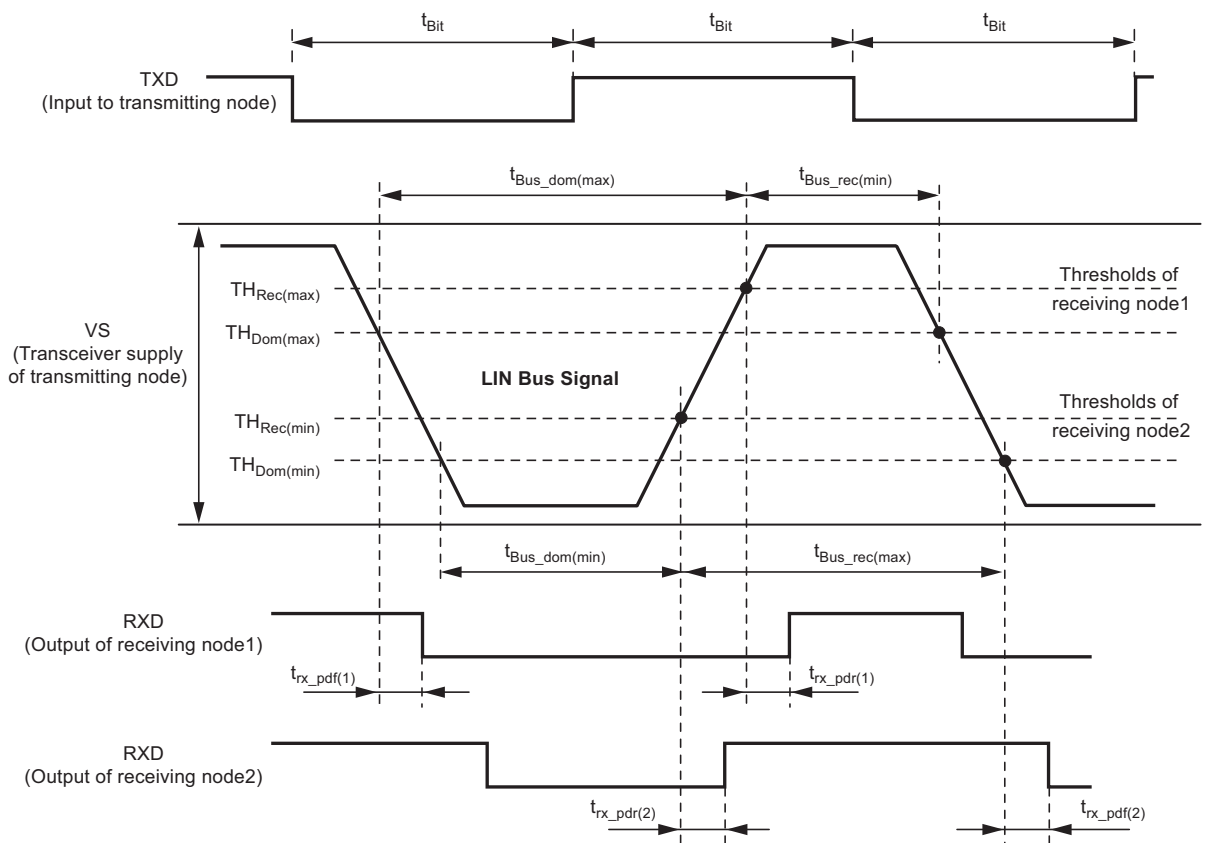 tBit
tBit
tBit
TXD
(Input to transmitting node)
tBus_dom(max)
tBus_rec(min)
THRec(max)
Thresholds of
receiving node1
THDom(max)
VS
(Transceiver supply
of transmitting node)
LIN Bus Signal
THRec(min)
Thresholds of
receiving node2
THDom(min)
tBus_dom(min)
tBus_rec(max)
RXD
(Output of receiving node1)
trx_pdf(1)
trx_pdr(1)
RXD
(Output of receiving node2)
trx_pdr(2)
trx_pdf(2)